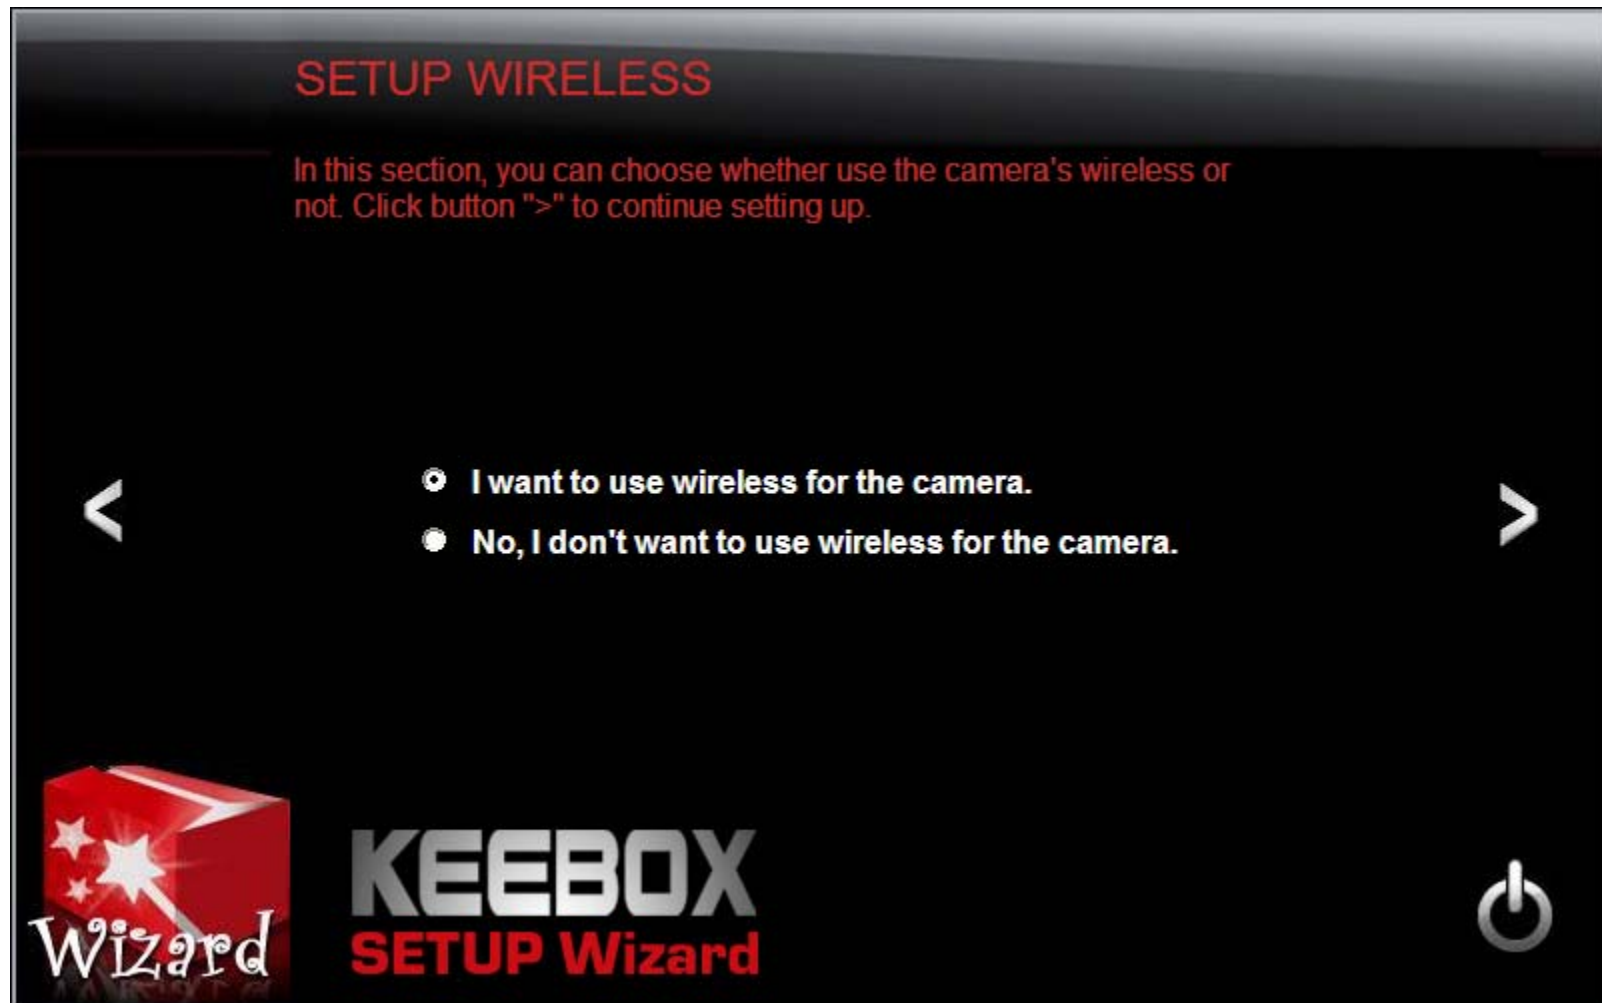 SETUP WIRELESS
In this section, you can choose whether use the camera's wireless or
not. Click button ">" to continue setting up.
I want to use wireless for the camera.
No, I don't want to use wireless for the camera.
Wizard
KEEBOX
SETUP Wizard